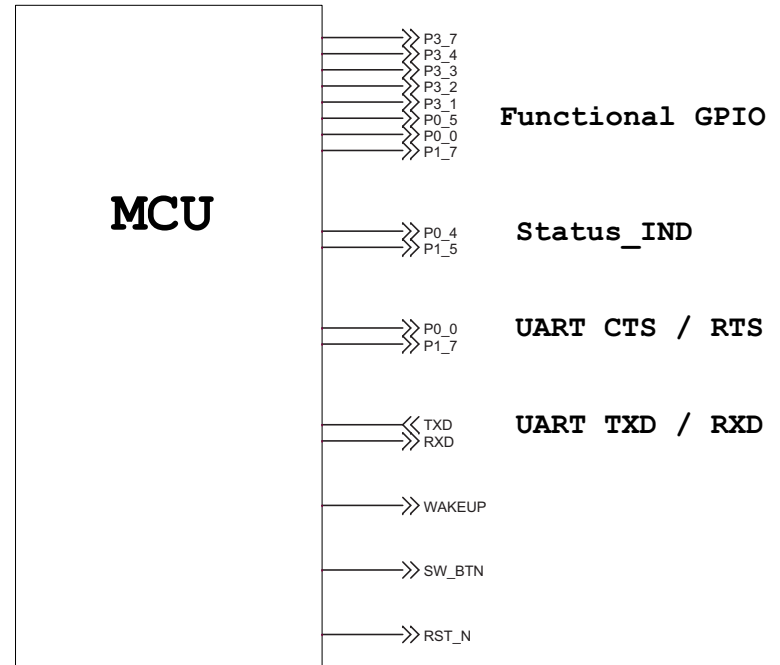 P3_7
P3_4
P3_3
P3_2
P3_1
P0_5
P0_0
P1_7
Functional GPIO
MCU
P0_4
P1_5
Status_IND
P0_0
P1_7
UART CTS / RTS
TXD
RXD
UART TXD / RXD
WAKEUP
SW_BTN
RST_N